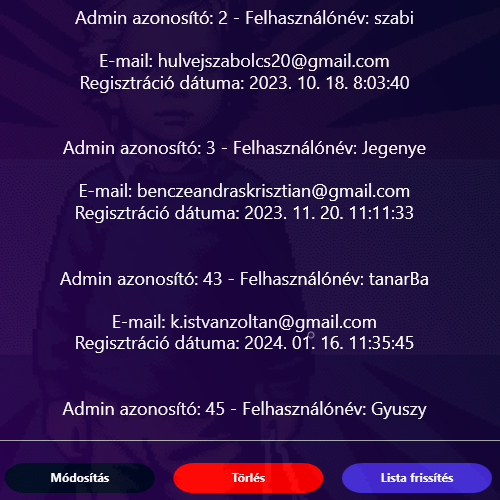 Admin azonosító: 2 - Felhasználónév: szabi
E-mail: hulvejszabolcs20@gmail.com
Regisztráció dátuma: 2023. 10. 18. 8:03:40
Admin azonosító: 3 - Felhasználónév: Jegenye
E-mail: benczeandraskrisztian@gmail.com
Regisztráció dátuma: 2023. 11. 20. 11:11:33
Admin azonosító: 43 - Felhasználónév: tanarBa
E-mail: k.istvanzoltan@gmail.com
Regisztráció dátuma: 2024. 01. 16. 11:35:45
Admin azonosító: 45 - Felhasználónév: Gyuszy
Módosítás Törlés Lista frissítés